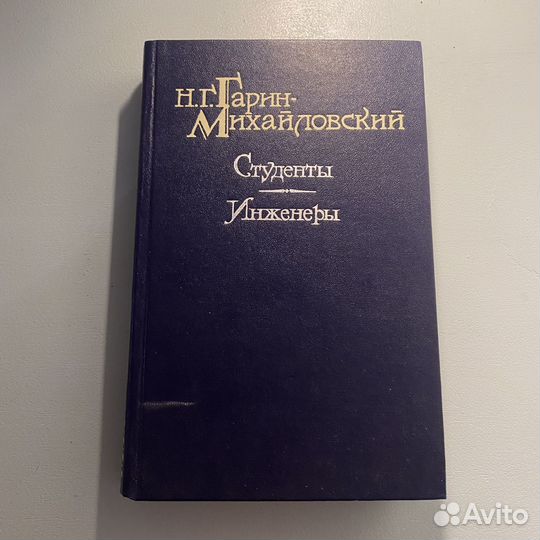 Н.Г.Гарин-
Михайловский
Студенты
Инженеры
Avito